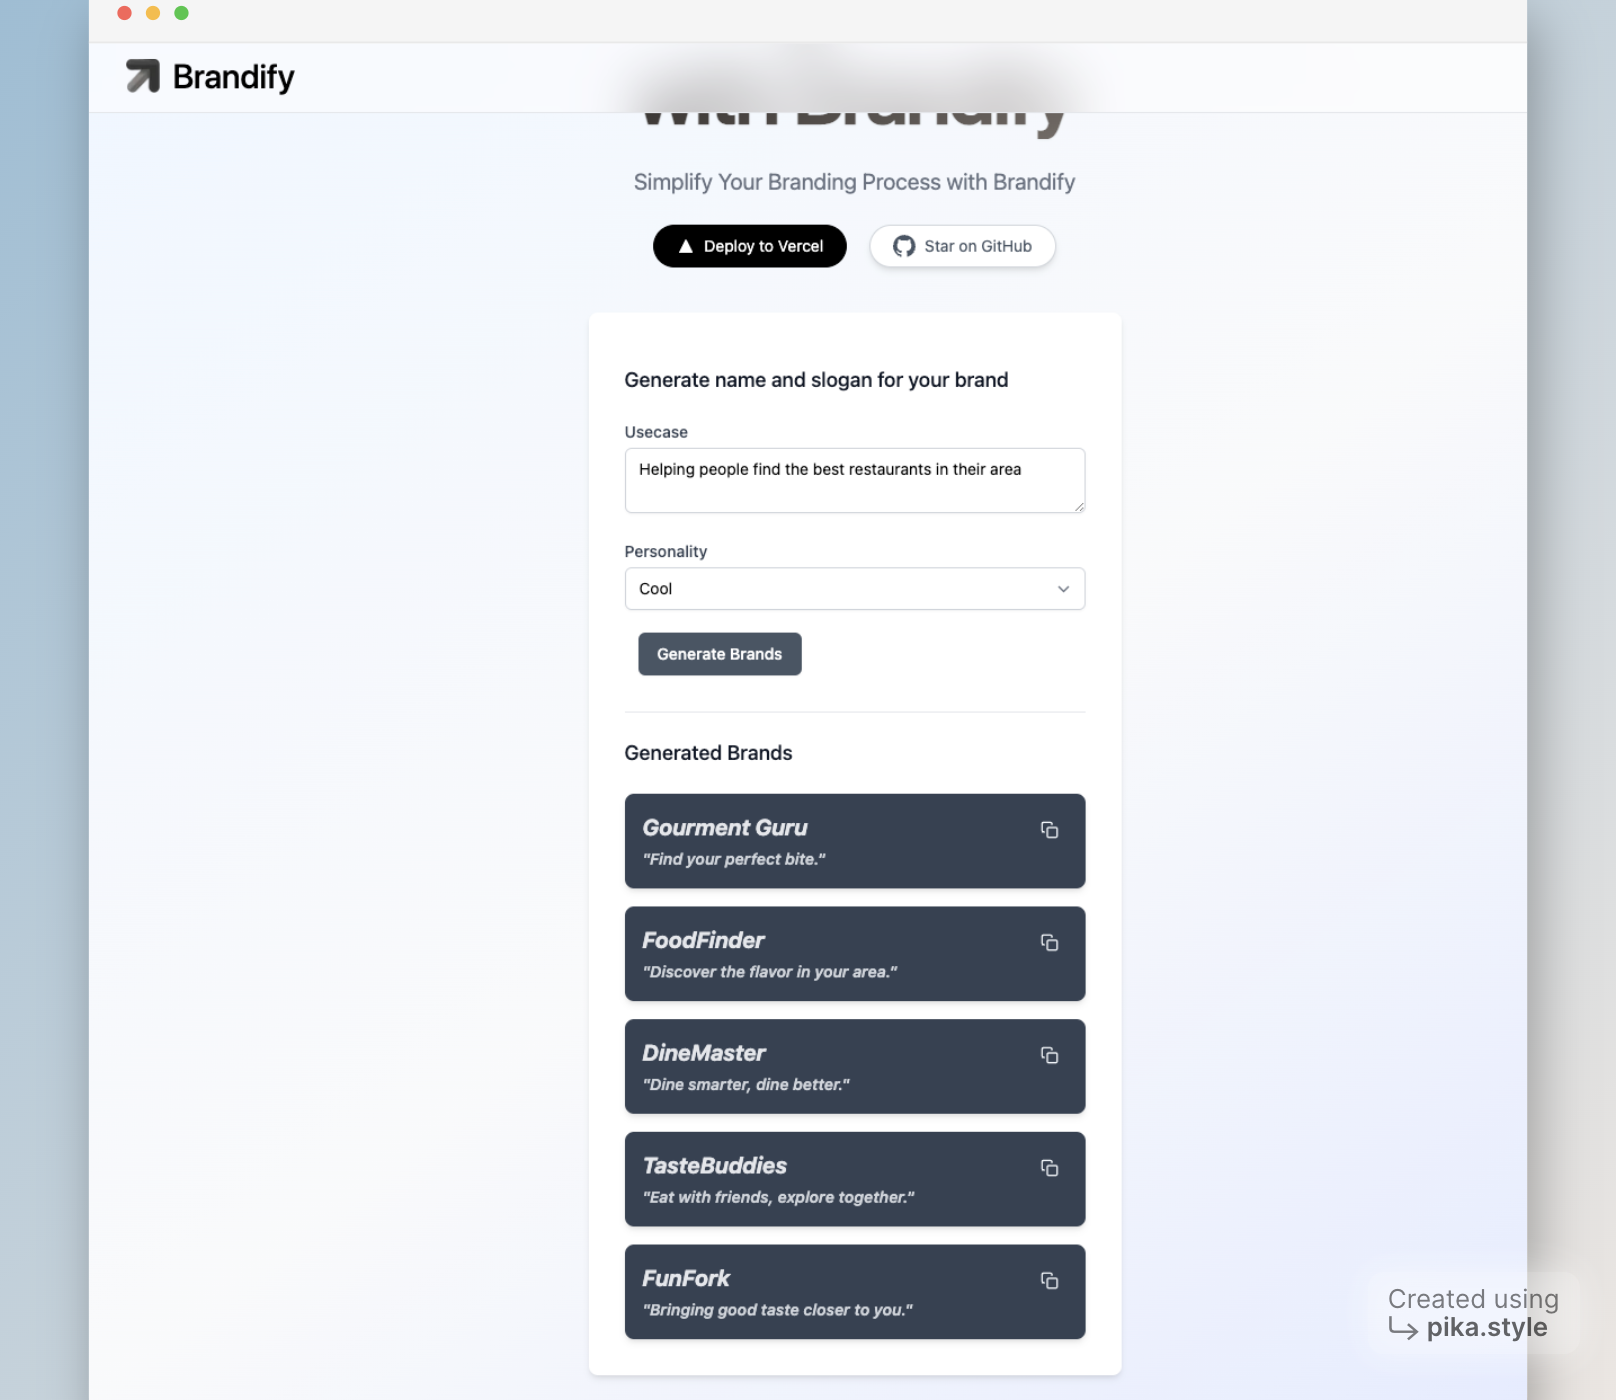 Brandify
with Brandify
Simplify Your Branding Process with Brandify
Deploy to Vercel
Star on GitHub
Generate name and slogan for your brand
Usecase
Helping people find the best restaurants in their area
Personality
Cool
Generate Brands
Generated Brands
Gourment Guru
"Find your perfect bite."
FoodFinder
"Discover the flavor in your area."
DineMaster
"Dine smarter, dine better."
TasteBuddies
"Eat with friends, explore together."
FunFork
"Bringing good taste closer to you."
Created using
pika.style